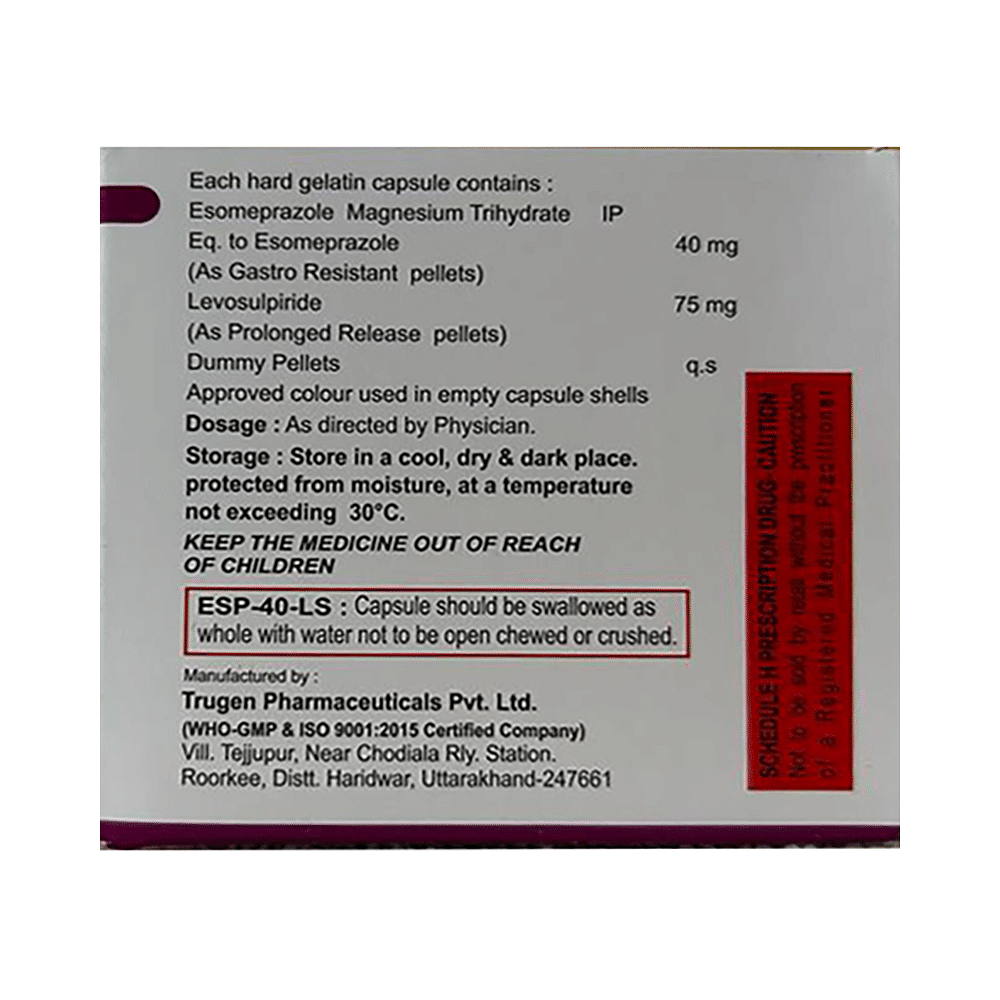 Each hard gelatin capsule contains :
Esomeprazole Magnesium Trihydrate IP
Eq. to Esomeprazole 40 mg
(As Gastro Resistant pellets)
Levosulpiride 75 mg
(As Prolonged Release pellets)
Dummy Pellets q.s
Approved colour used in empty capsule shells
Dosage : As directed by Physician.
Storage : Store in a cool, dry & dark place.
protected from moisture, at a temperature
not exceeding 30°C.
KEEP THE MEDICINE OUT OF REACH
OF CHILDREN
ESP-40-LS : Capsule should be swallowed as
whole with water not to be open chewed or crushed.
Manufactured by :
Trugen Pharmaceuticals Pvt. Ltd.
(WHO-GMP & ISO 9001:2015 Certified Company)
Vill. Tejjupur, Near Chodiala Rly. Station.
Roorkee, Distt. Haridwar, Uttarakhand-247661
SCHEDULE H PRESCRIPTION DRUG- CAUTION
Not to be sold by retail without the prescription
of a Registered Medical Practitioner